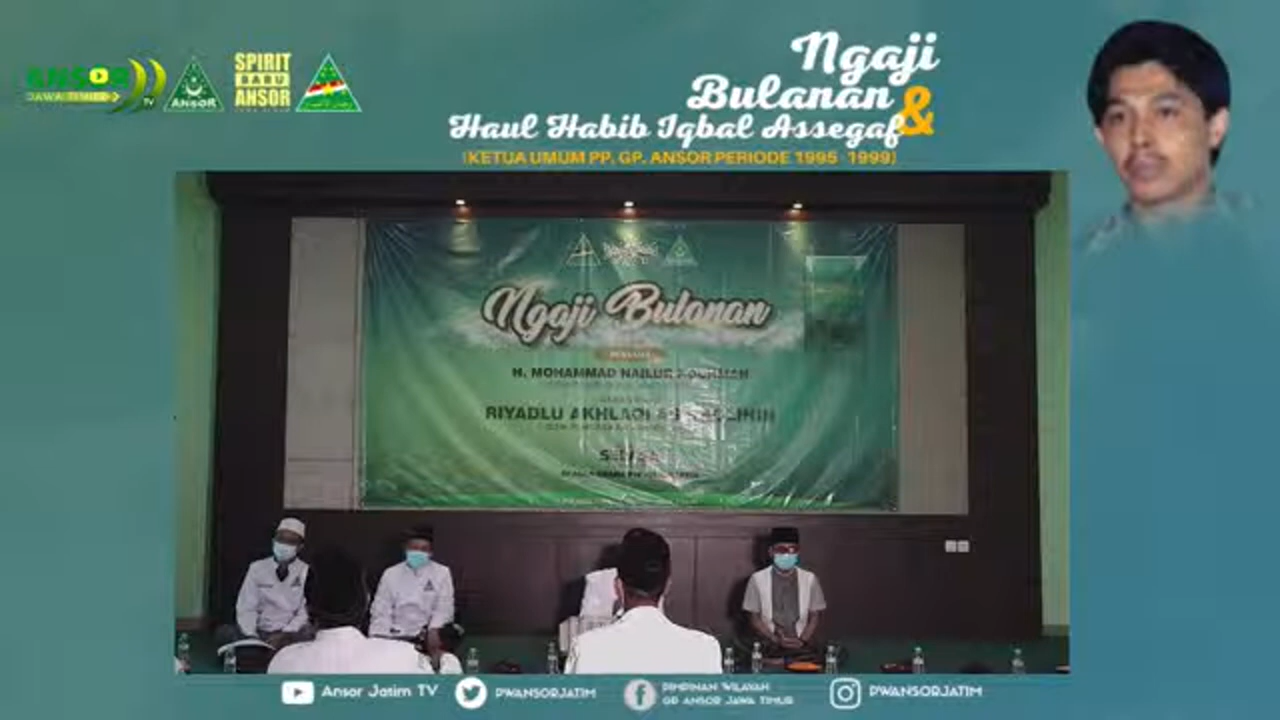 ANSOR
JAWA TIMUR
TV
ANSOR
SPIRIT
BARU
ANSOR
Ngaji
Bulanan &
Haul Habib Iqbal Assegaf
(KETUA UMUM PP. GP. ANSOR PERIODE 1995 - 1999)
Ngaji Bulanan
H. MOHAMMAD NAILUR ROCHMAN
RIYADLU AKHLAQI
Ansor Jatim TV
PWANSORJATIM
PIMPINAN WILAYAH
GP ANSOR JAWA TIMUR
PWANSORJATIM